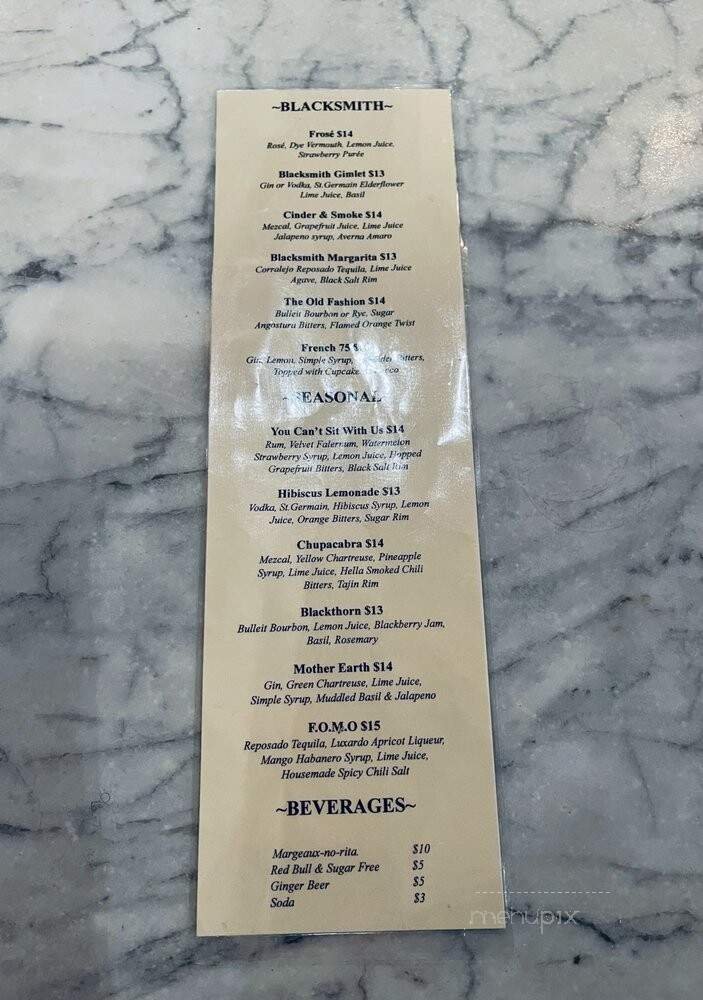 ~BLACKSMITH~
Frosé $14
Rosé, Dye Vermouth, Lemon Juice,
Strawberry Purée
Blacksmith Gimlet $13
Gin or Vodka, St.Germain Elderflower
Lime Juice, Basil
Cinder & Smoke $14
Mezcal, Grapefruit Juice, Lime Juice
Jalapeno syrup, Averna Amaro
Blacksmith Margarita $13
Corralejo Reposado Tequila, Lime Juice
Agave, Black Salt Rim
The Old Fashion $14
Bulleit Bourbon or Rye, Sugar
Angostura Bitters, Flamed Orange Twist
French 75
Gin, Lemon, Simple Syrup, Bitters,
Topped with Cupcake
~SEASONAL~
You Can't Sit With Us $14
Rum, Velvet Falernum, Watermelon
Strawberry Syrup, Lemon Juice, Hopped
Grapefruit Bitters, Black Salt Rim
Hibiscus Lemonade $13
Vodka, St.Germain, Hibiscus Syrup, Lemon
Juice, Orange Bitters, Sugar Rim
Chupacabra $14
Mezcal, Yellow Chartreuse, Pineapple
Syrup, Lime Juice, Hella Smoked Chili
Bitters, Tajin Rim
Blackthorn $13
Bulleit Bourbon, Lemon Juice, Blackberry Jam,
Basil, Rosemary
Mother Earth $14
Gin, Green Chartreuse, Lime Juice,
Simple Syrup, Muddled Basil & Jalapeno
F.O.M.O $15
Reposado Tequila, Luxardo Apricot Liqueur,
Mango Habanero Syrup, Lime Juice,
Housemade Spicy Chili Salt
~BEVERAGES~
Margeaux-no-rita. $10
Red Bull & Sugar Free $5
Ginger Beer $5
Soda $3
menupix